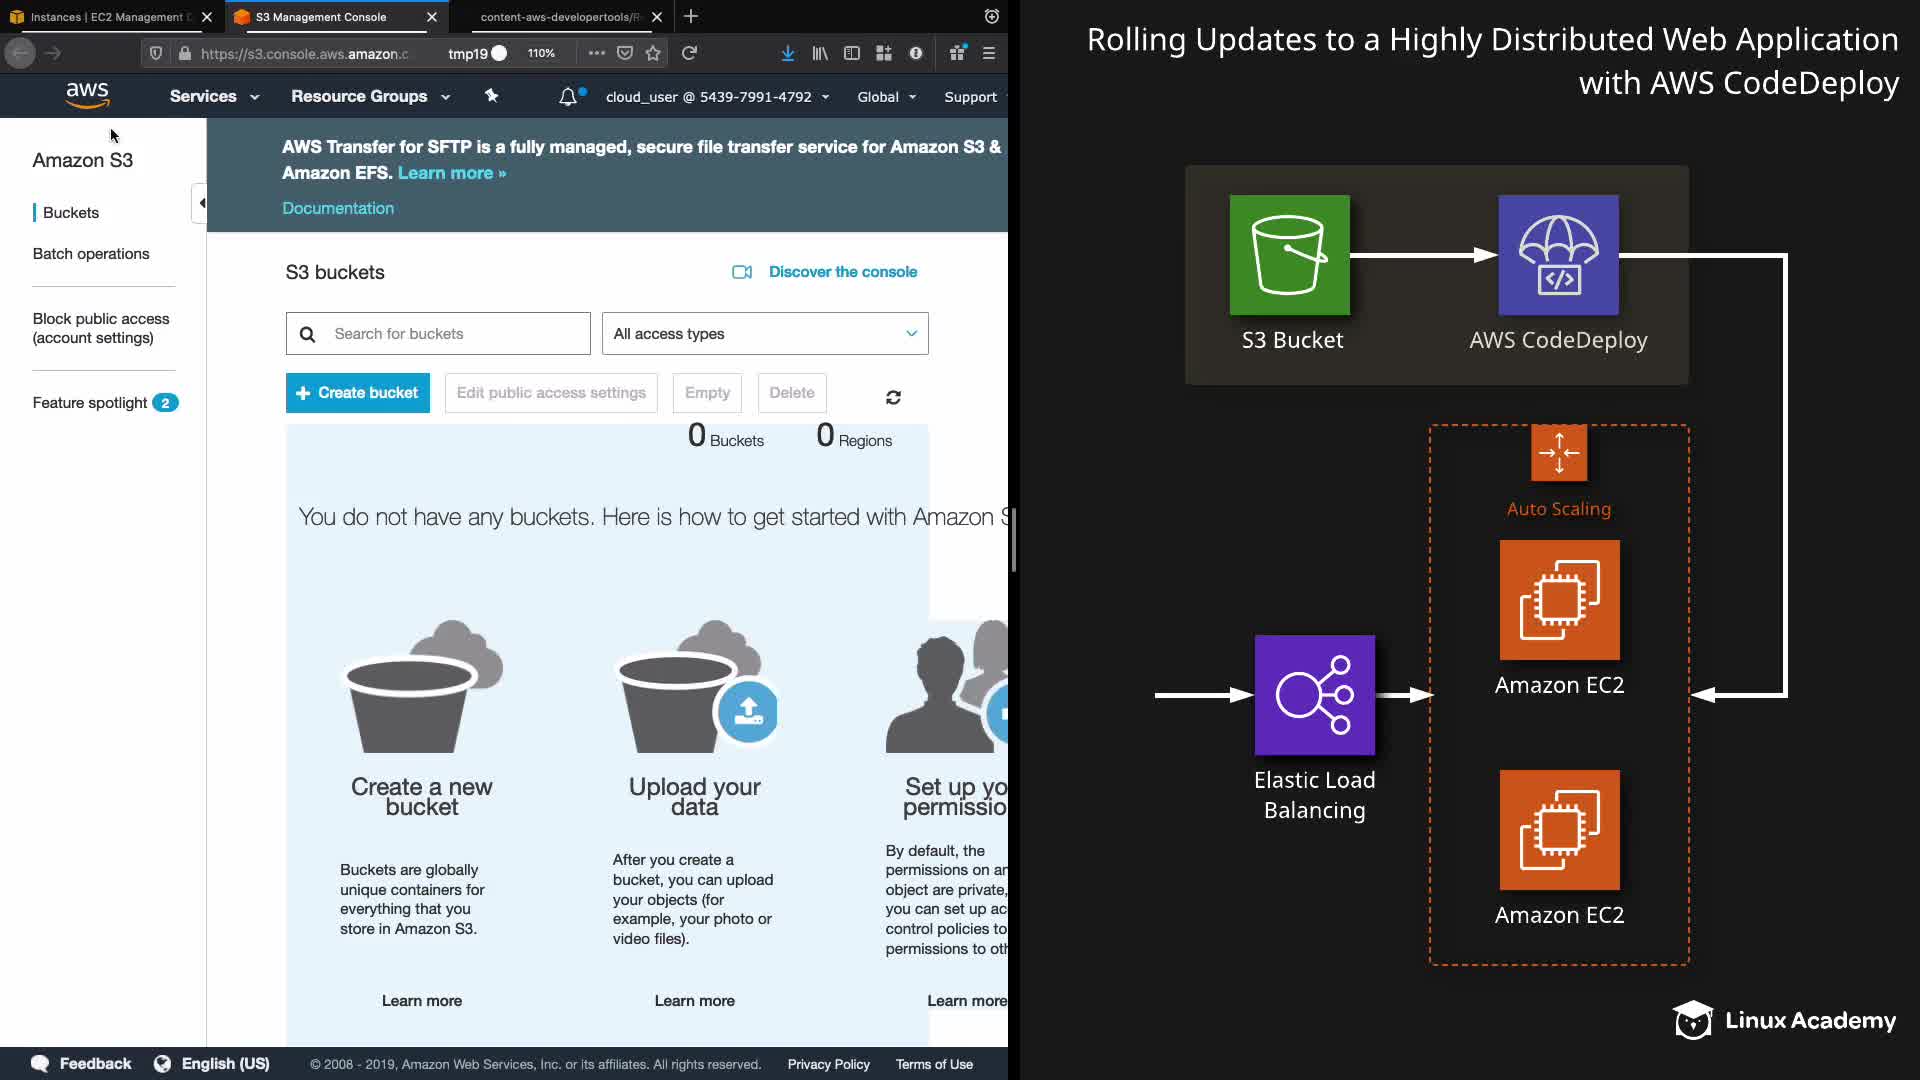 Instances | EC2 Management
S3 Management Console
content-aws-developertools/R
https://s3.console.aws.amazon.c
tmp19
110%
aws
Services
Resource Groups
cloud_user @ 5439-7991-4792
Global
Support
Amazon S3
Buckets
Batch operations
Block public access
(account settings)
Feature spotlight 2
AWS Transfer for SFTP is a fully managed, secure file transfer service for Amazon S3 &
Amazon EFS. Learn more »
Documentation
S3 buckets
Discover the console
Search for buckets
All access types
+ Create bucket
Edit public access settings
Empty
Delete
0 Buckets
0 Regions
You do not have any buckets. Here is how to get started with Amazon S
Create a new
bucket
Buckets are globally
unique containers for
everything that you
store in Amazon S3.
Learn more
Upload your
data
After you create a
bucket, you can upload
your objects (for
example, your photo or
video files).
Learn more
Set up yo
permissio
By default, the
permissions on an
object are private,
you can set up ac
control policies to
permissions to oth
Learn more
Feedback
English (US)
© 2008 - 2019, Amazon Web Services, Inc. or its affiliates. All rights reserved.
Privacy Policy
Terms of Use
Rolling Updates to a Highly Distributed Web Application
with AWS CodeDeploy
S3 Bucket
AWS CodeDeploy
Auto Scaling
Amazon EC2
Elastic Load
Balancing
Amazon EC2
Linux Academy